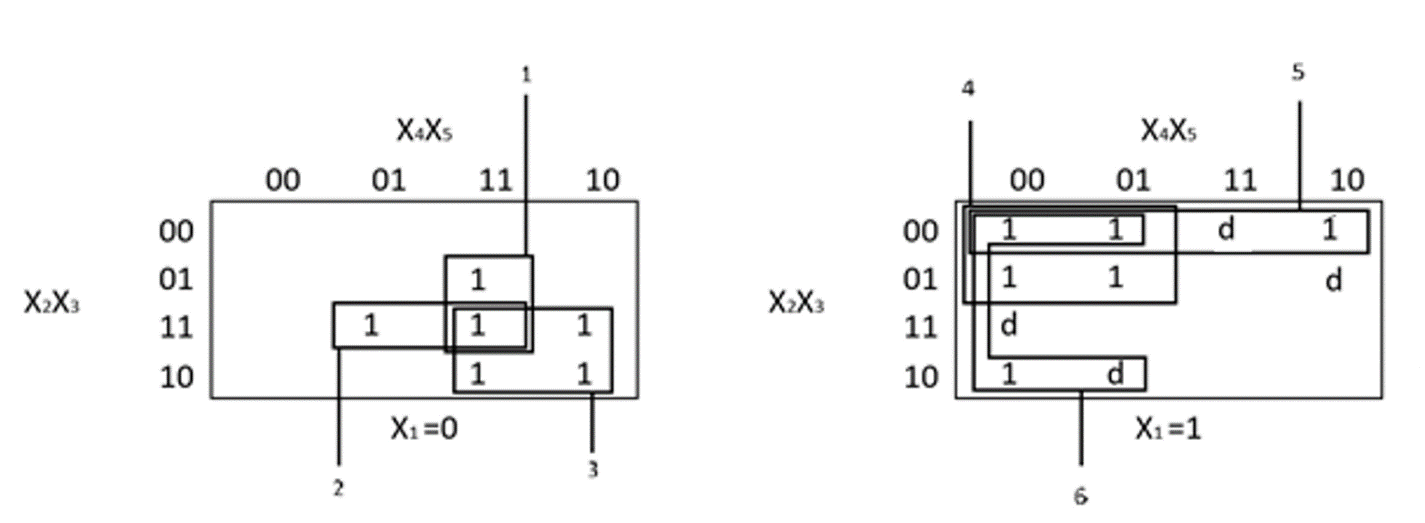 1
5
4
X₄X₅
X₄X₅
00 01 11 10
00 01 11 10
00
00 1 1 d 1
01 1
01 1 1 d
X₂X₃
X₂X₃
11 1 1 1
11 d
10 1 1
10 1 d
X₁=0
X₁=1
3
2
6